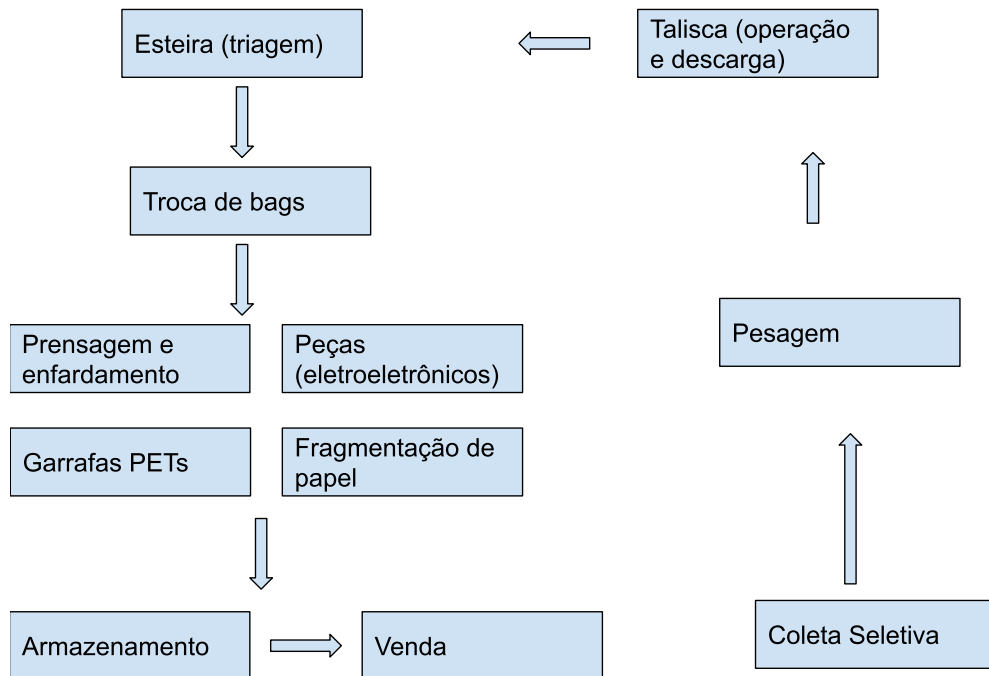 Esteira (triagem)
Talisca (operação
e descarga)
Troca de bags
Prensagem e
enfardamento
Peças
(eletroeletrônicos)
Pesagem
Garrafas PETs
Fragmentação de
papel
Armazenamento
Venda
Coleta Seletiva